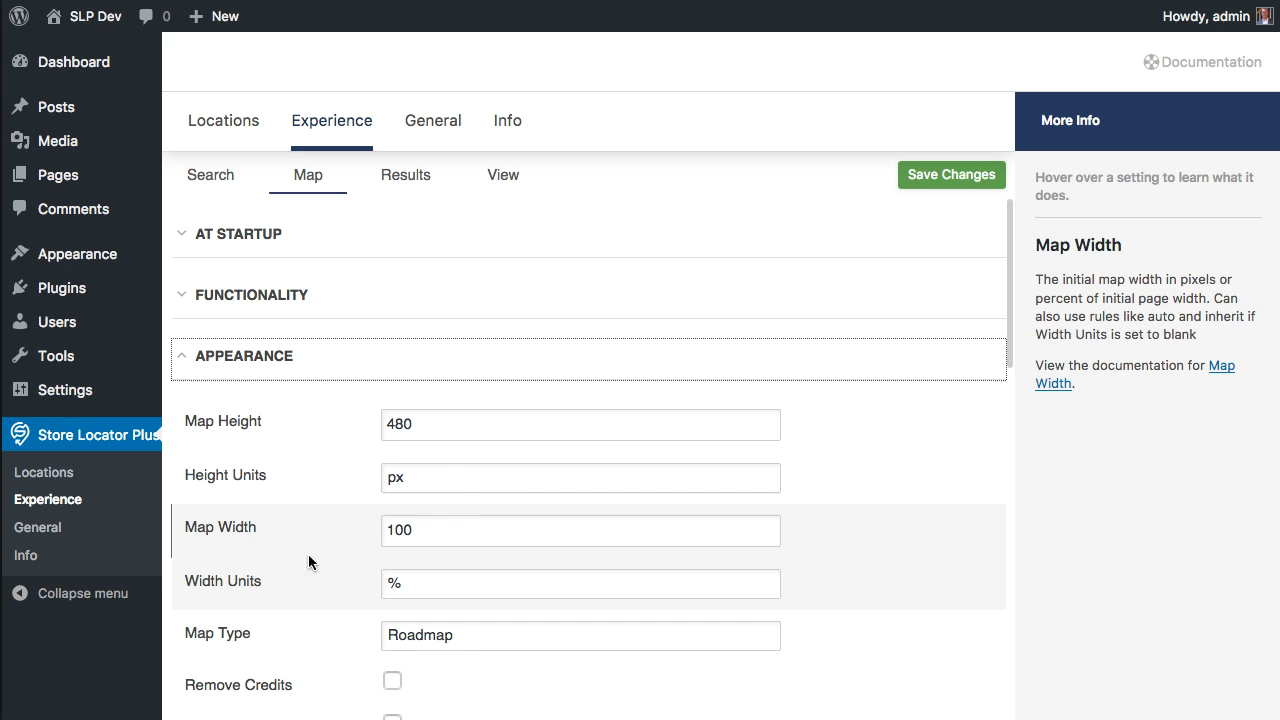 SLP Dev
0
New
Howdy, admin
Dashboard
Posts
Media
Pages
Comments
Appearance
Plugins
Users
Tools
Settings
Store Locator Plus
Locations
Experience
General
Info
Collapse menu
Documentation
Locations
Experience
General
Info
Search
Map
Results
View
Save Changes
AT STARTUP
FUNCTIONALITY
APPEARANCE
Map Height
480
Height Units
px
Map Width
100
Width Units
%
Map Type
Roadmap
Remove Credits
More Info
Hover over a setting to learn what it
does.
Map Width
The initial map width in pixels or
percent of initial page width. Can
also use rules like auto and inherit if
Width Units is set to blank
View the documentation for Map
Width.